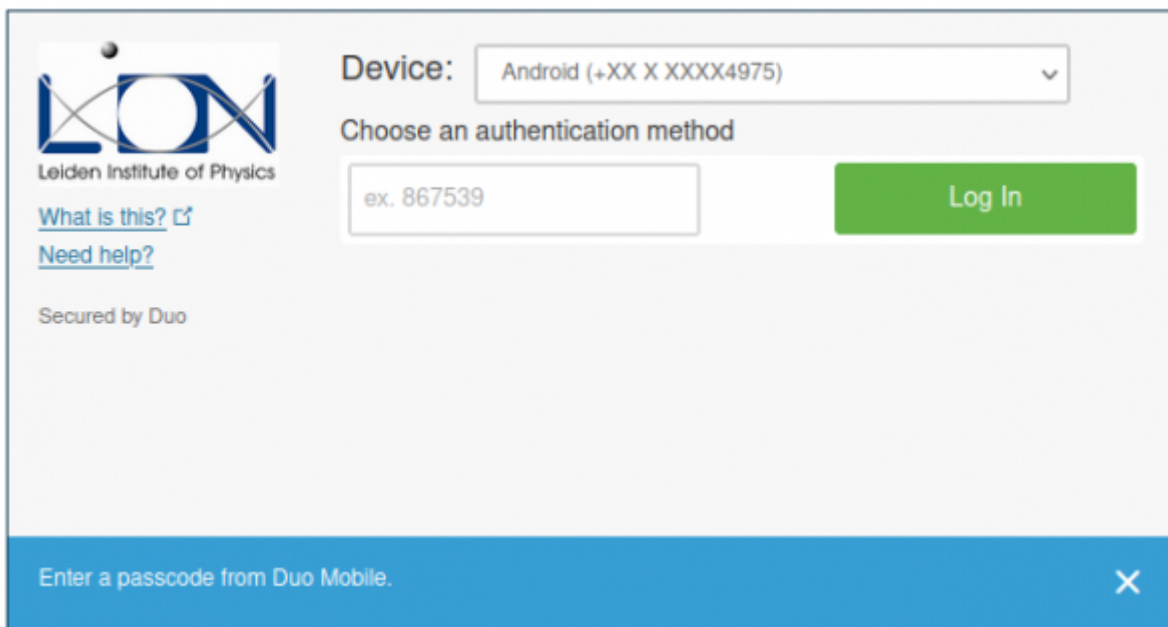 LION
Leiden Institute of Physics
What is this?
Need help?
Secured by Duo
Device: Android (+XX X XXXX4975)
Choose an authentication method
ex. 867539
Log In
Enter a passcode from Duo Mobile.